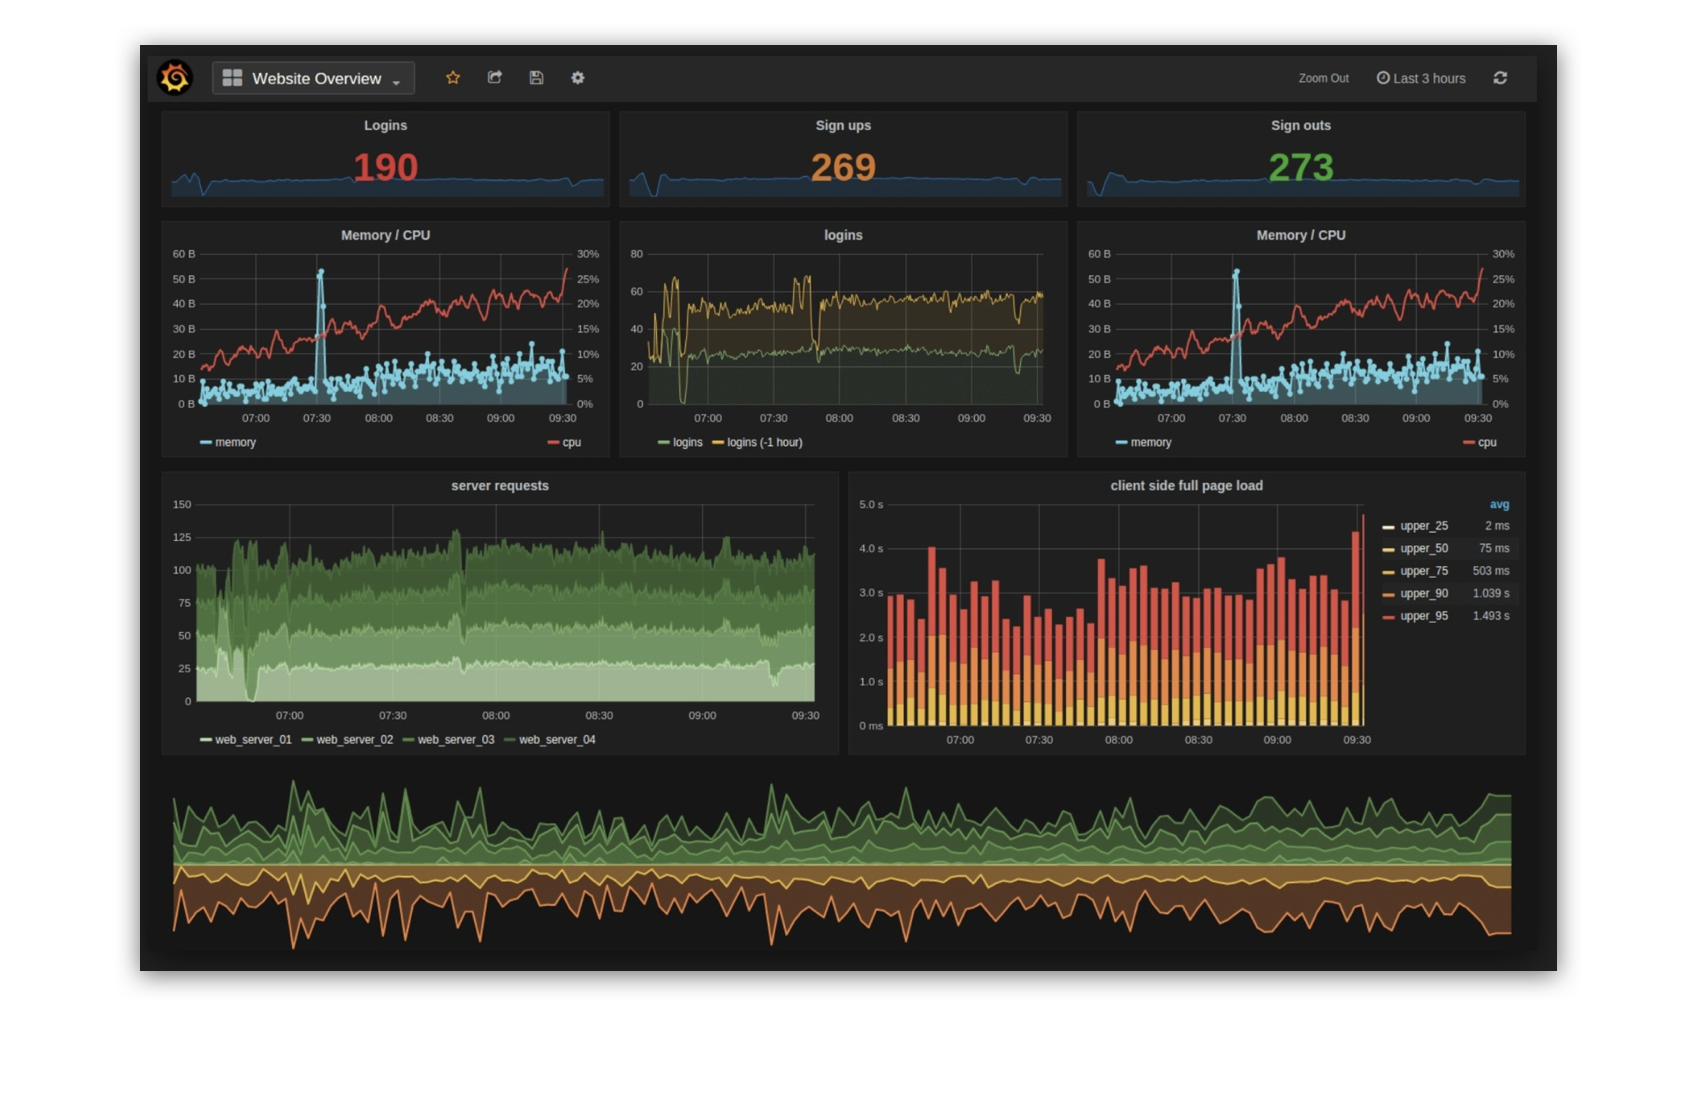 Website Overview
Zoom Out
Last 3 hours
Logins
190
Sign ups
269
Sign outs
273
Memory / CPU
60 B
50 B
40 B
30 B
20 B
10 B
0 B
30%
25%
20%
15%
10%
5%
0%
07:00 07:30 08:00 08:30 09:00 09:30
memory cpu
logins
80
60
40
20
0
07:00 07:30 08:00 08:30 09:00 09:30
logins logins (-1 hour)
Memory / CPU
60 B
50 B
40 B
30 B
20 B
10 B
0 B
30%
25%
20%
15%
10%
5%
0%
07:00 07:30 08:00 08:30 09:00 09:30
memory cpu
server requests
150
125
100
75
50
25
0
07:00 07:30 08:00 08:30 09:00 09:30
web_server_01 web_server_02 web_server_03 web_server_04
client side full page load
5.0 s
4.0 s
3.0 s
2.0 s
1.0 s
0 ms
07:00 07:30 08:00 08:30 09:00 09:30
avg
upper_25 2 ms
upper_50 75 ms
upper_75 503 ms
upper_90 1.039 s
upper_95 1.493 s